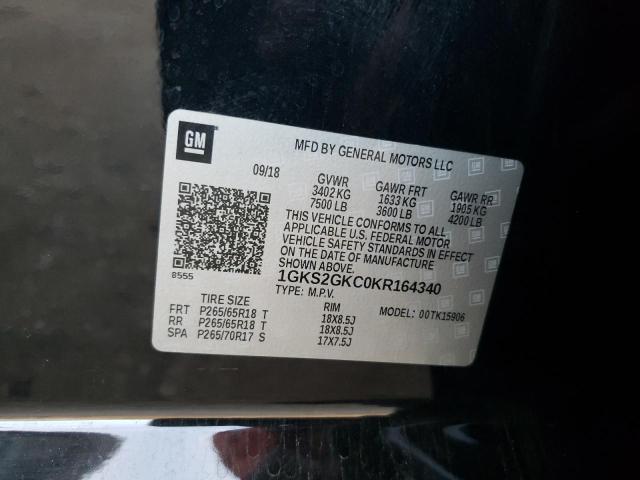 GM
MFD BY GENERAL MOTORS LLC
09/18
GVWR GAWR FRT GAWR RR
3402 KG 1633 KG 1905 KG
7500 LB 3600 LB 4200 LB
THIS VEHICLE CONFORMS TO ALL
APPLICABLE U.S. FEDERAL MOTOR
VEHICLE SAFETY STANDARDS IN EFFECT
ON THE DATE OF MANUFACTURE
SHOWN ABOVE.
8555
1GKS2GKC0KR164340
TYPE: M.P.V.
MODEL: 00TK15906
TIRE SIZE RIM
FRT P265/65R18 T 18X8.5J
RR P265/65R18 T 18X8.5J
SPA P265/70R17 S 17X7.5J